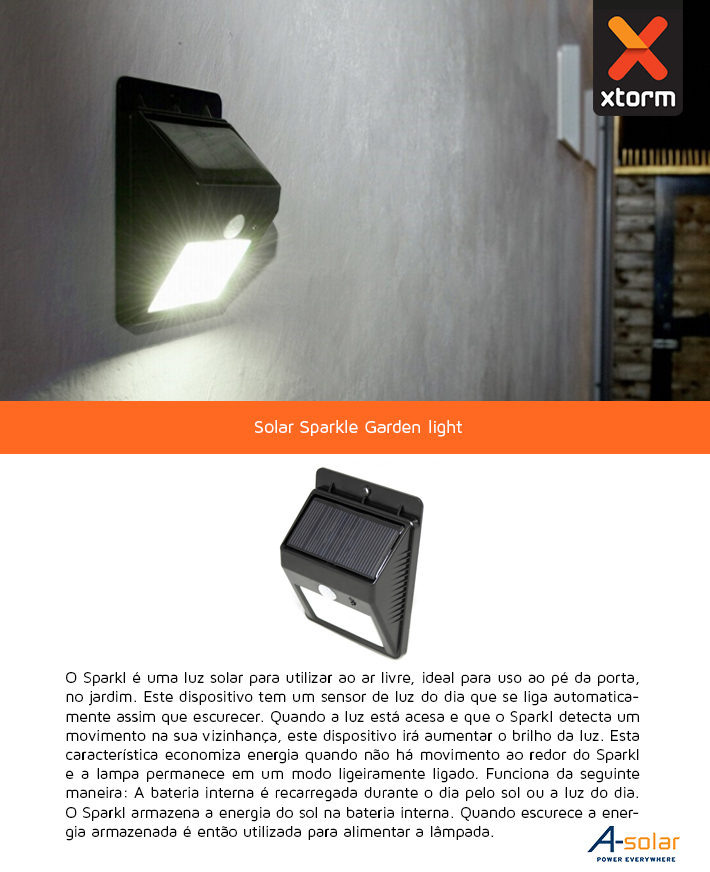 xtorm
Solar Sparkle Garden light
O Sparkl é uma luz solar para utilizar ao ar livre, ideal para uso ao pé da porta,
no jardim. Este dispositivo tem um sensor de luz do dia que se liga automatica-
mente assim que escurecer. Quando a luz está acesa e que o Sparkl detecta um
movimento na sua vizinhança, este dispositivo irá aumentar o brilho da luz. Esta
característica economiza energia quando não há movimento ao redor do Sparkl
e a lampa permanece em um modo ligeiramente ligado. Funciona da seguinte
maneira: A bateria interna é recarregada durante o dia pelo sol ou a luz do dia.
O Sparkl armazena a energia do sol na bateria interna. Quando escurece a ener-
gia armazenada é então utilizada para alimentar a lâmpada.
A-solar
POWER EVERYWHERE